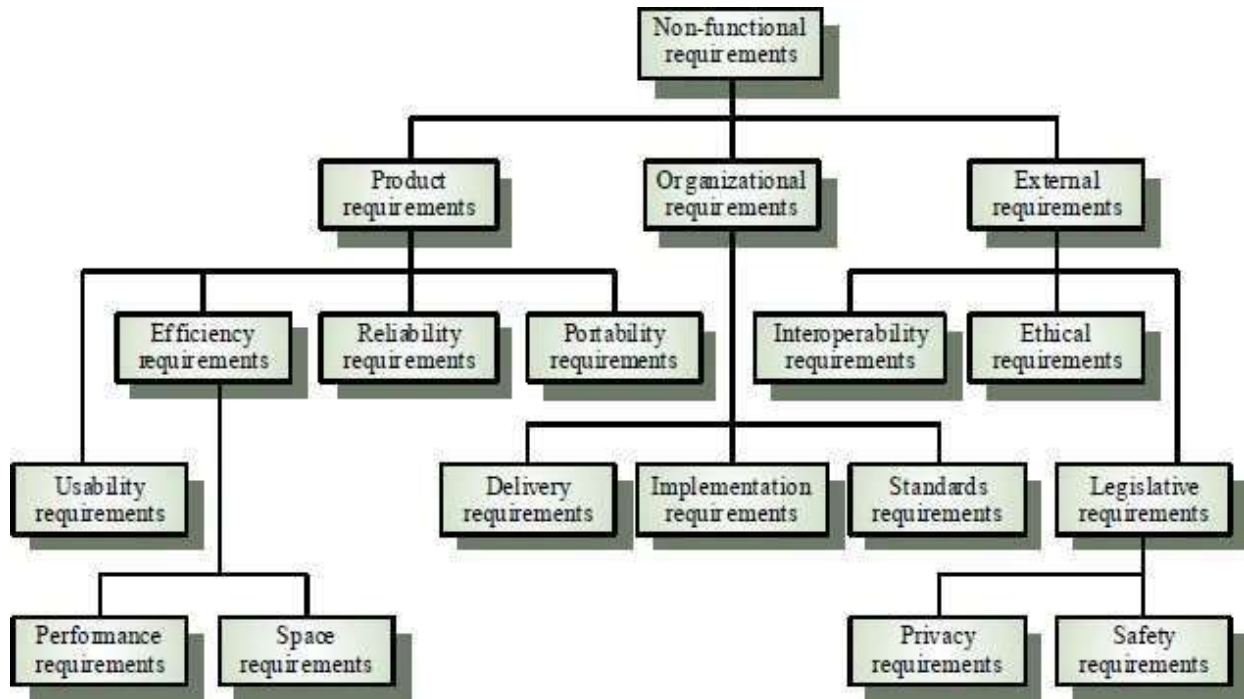 Non-functional
requirements
Product
requirements
Organizational
requirements
External
requirements
Efficiency
requirements
Reliability
requirements
Portability
requirements
Interoperability
requirements
Ethical
requirements
Usability
requirements
Delivery
requirements
Implementation
requirements
Standards
requirements
Legislative
requirements
Performance
requirements
Space
requirements
Privacy
requirements
Safety
requirements